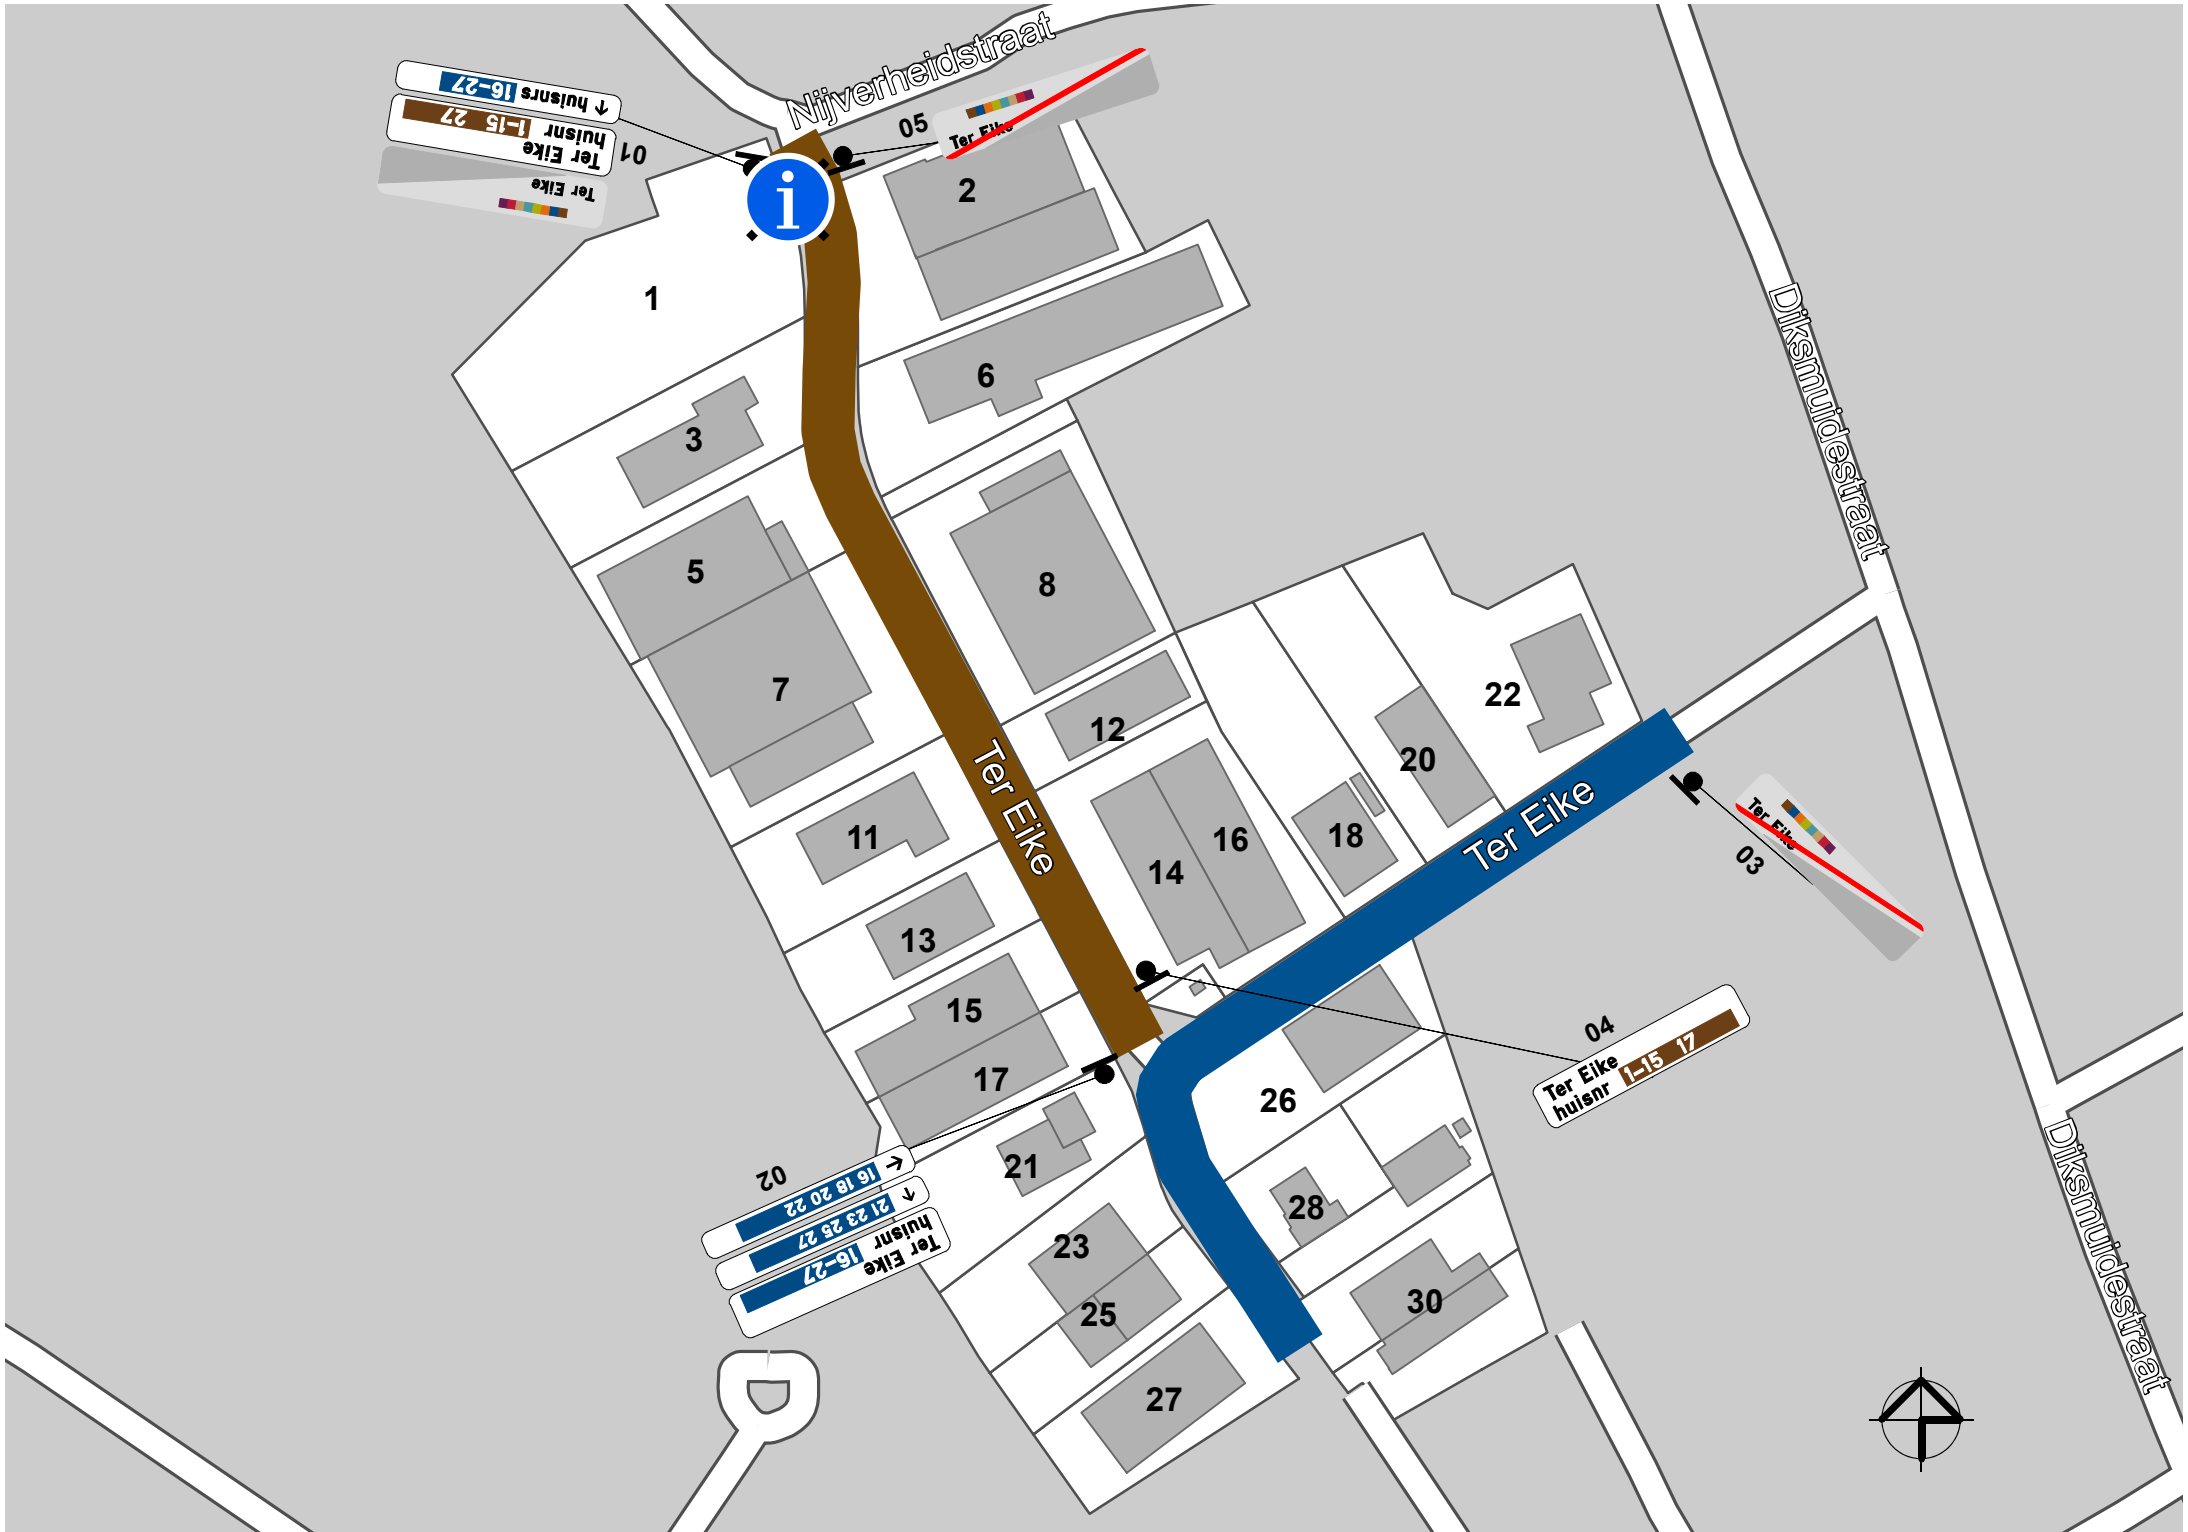 Nijverheidstraat
↑ huisnrs 16-27
Ter Eike
huisnr 1-15 27
Ter Eike
01
05
Ter Eike
i
1
2
3
6
5
8
7
12
11
13
14
16
18
20
22
15
17
21
26
23
28
25
30
27
Ter Eike
Ter Eike
Diksmuidestraat
Diksmuidestraat
Ter Eike
03
04
Ter Eike
huisnr 1-15 17
02
→ 16 18 20 22
↑ 21 23 25 27
Ter Eike
huisnr 16-27